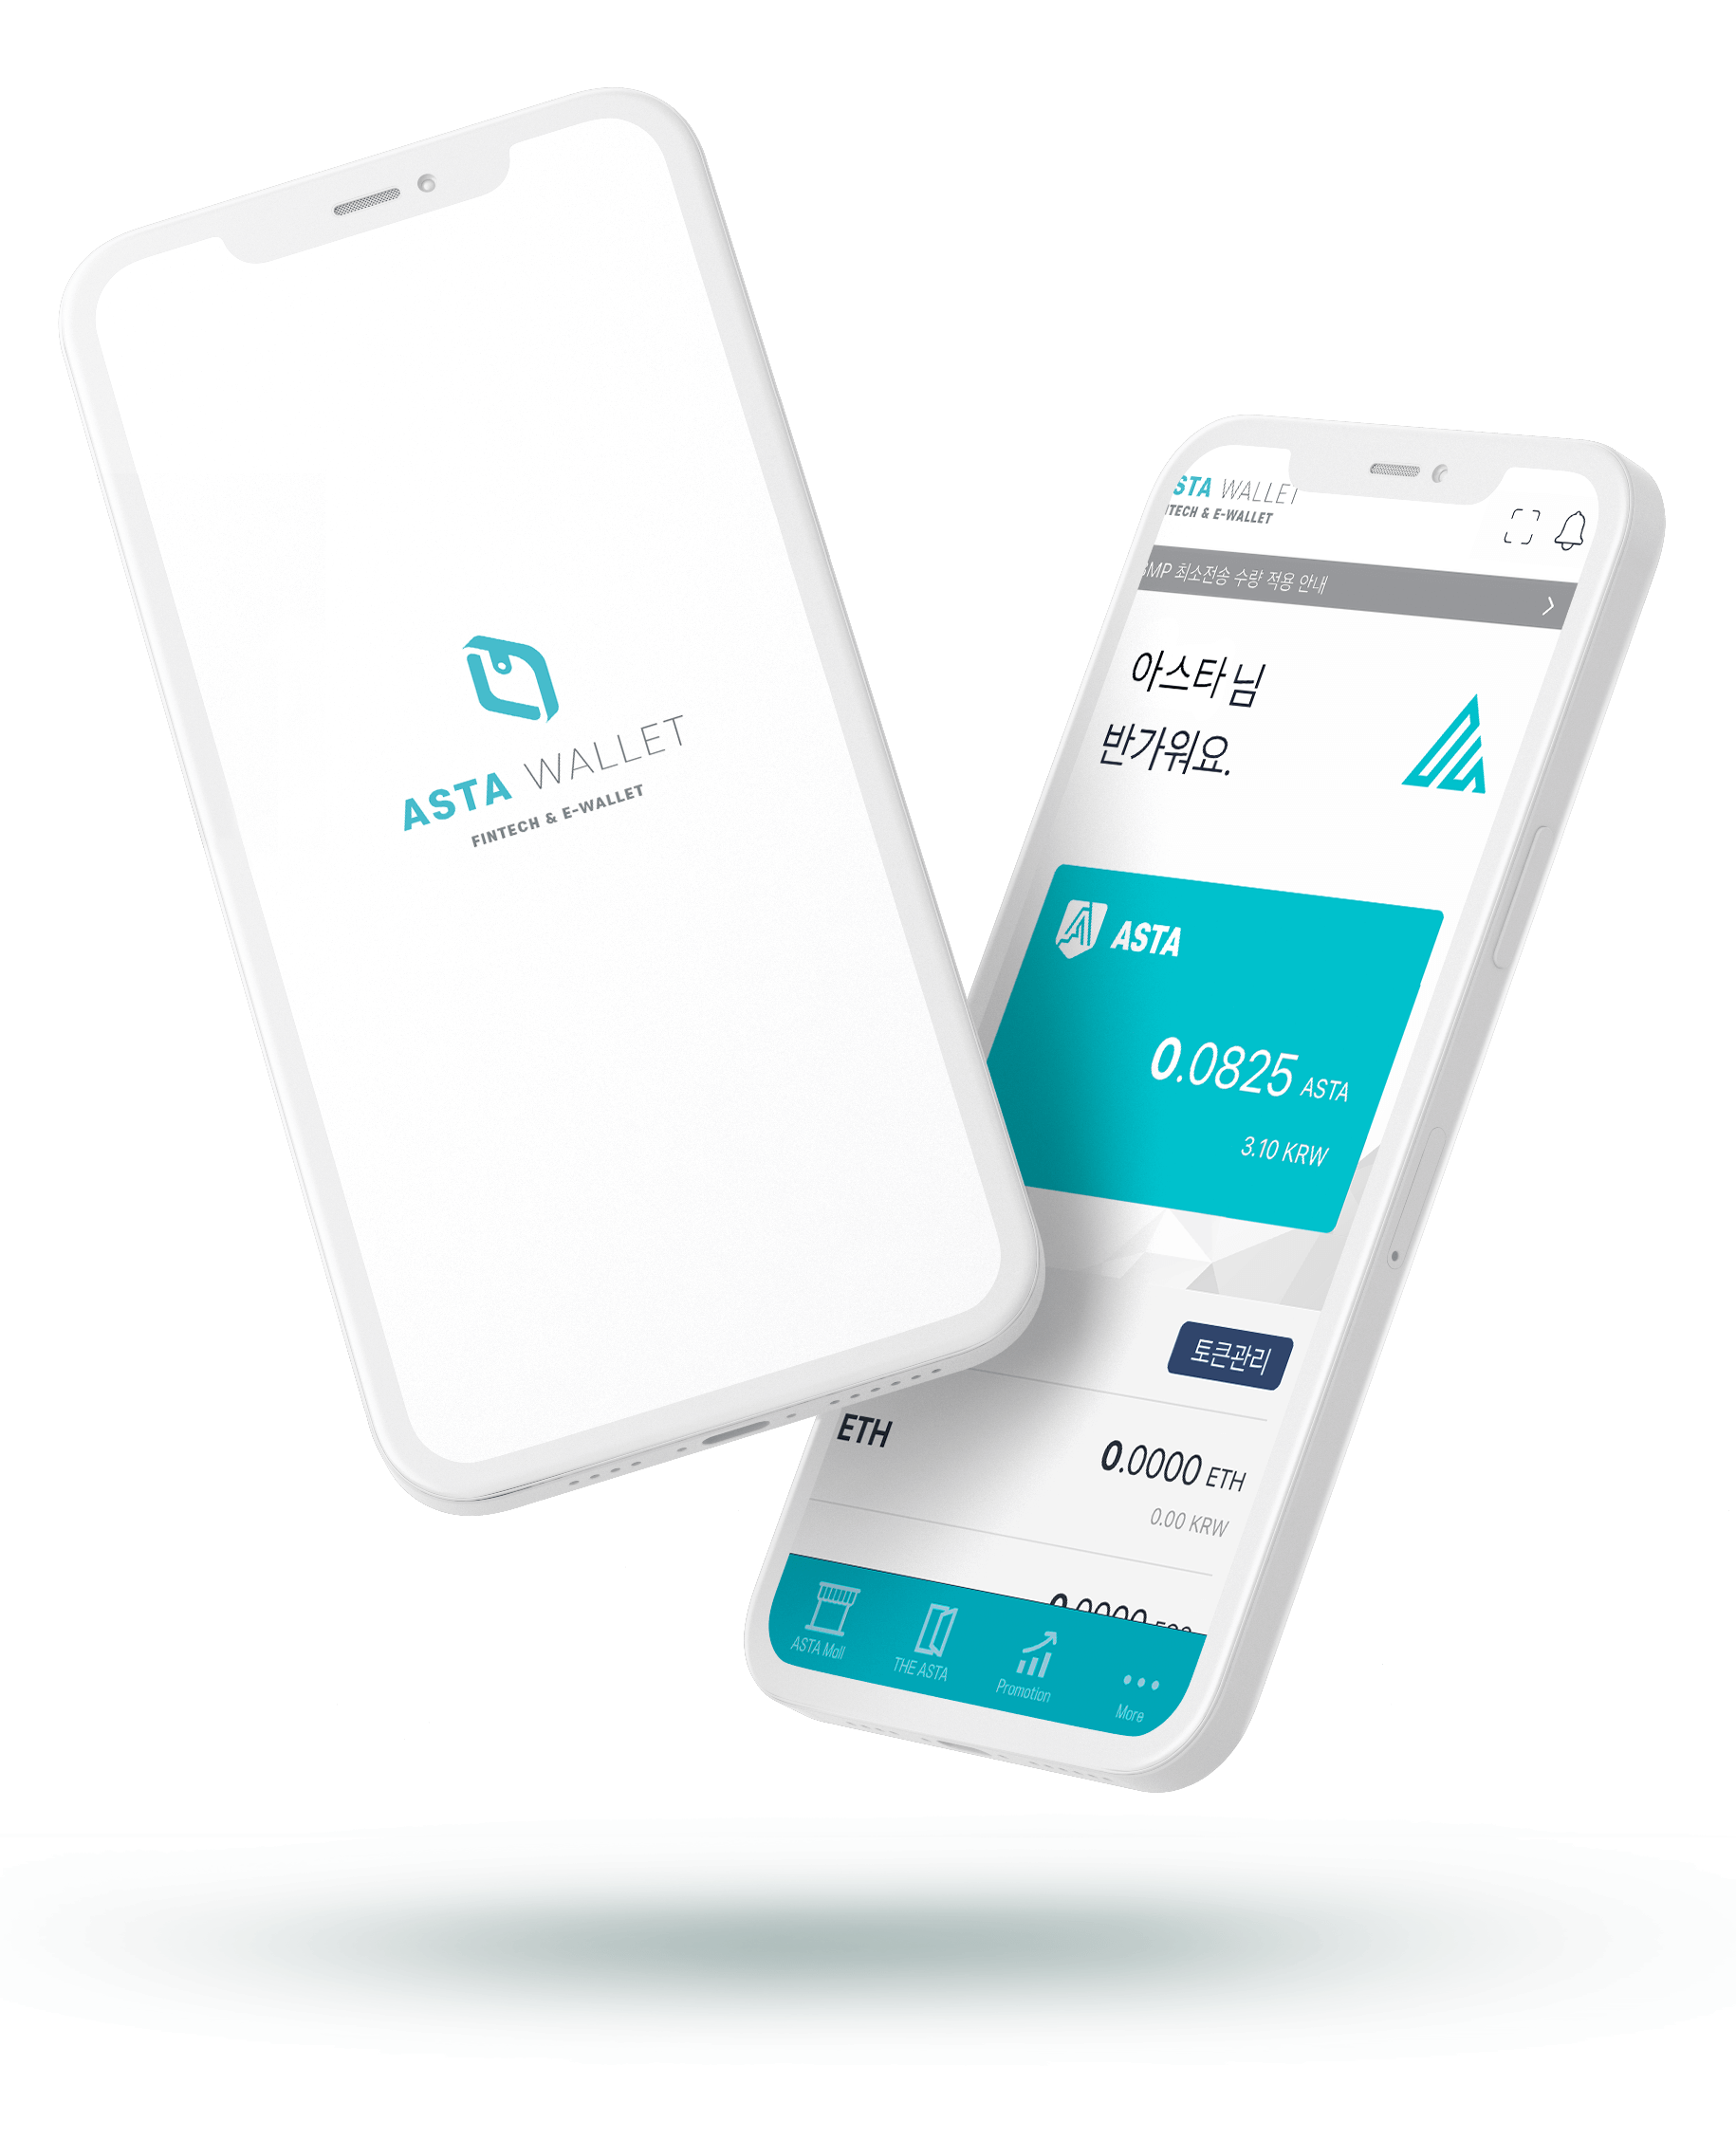 ASTA WALLET
FINTECH & E-WALLET
STA WALLET
TECH & E-WALLET
MP 최소전송 수량 적용 안내
아스타 님
반가워요.
ASTA
0.0825 ASTA
3.10 KRW
토큰관리
ETH
0.0000 ETH
0.00 KRW
0.0000
ASTA Mall
THE ASTA
Promotion
More